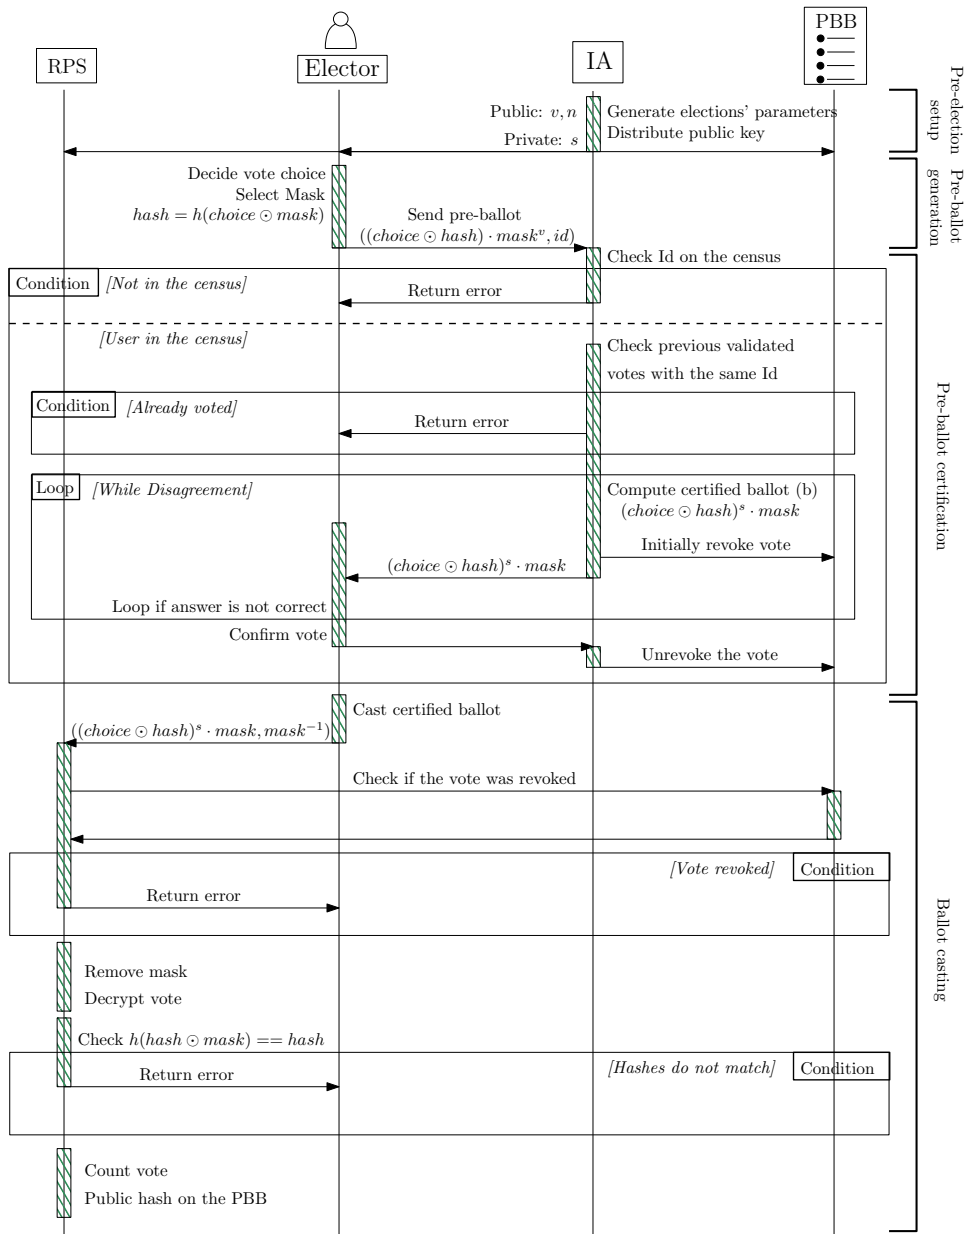 RPS
Elector
IA
PBB
Pre-election
setup
Public: v, n
Private: s
Generate elections' parameters
Distribute public key
Pre-ballot
generation
Decide vote choice
Select Mask
hash = h(choice ⊙ mask)
Send pre-ballot
((choice ⊙ hash) · mask^v, id)
Check Id on the census
Condition
[Not in the census]
Return error
[User in the census]
Check previous validated
votes with the same Id
Pre-ballot certification
Condition
[Already voted]
Return error
Loop
[While Disagreement]
Compute certified ballot (b)
(choice ⊙ hash)^s · mask
Initially revoke vote
(choice ⊙ hash)^s · mask
Loop if answer is not correct
Confirm vote
Unrevoke the vote
Cast certified ballot
((choice ⊙ hash)^s · mask, mask^−1)
Check if the vote was revoked
[Vote revoked]
Condition
Return error
Ballot casting
Remove mask
Decrypt vote
Check h(hash ⊙ mask) == hash
[Hashes do not match]
Condition
Return error
Count vote
Public hash on the PBB